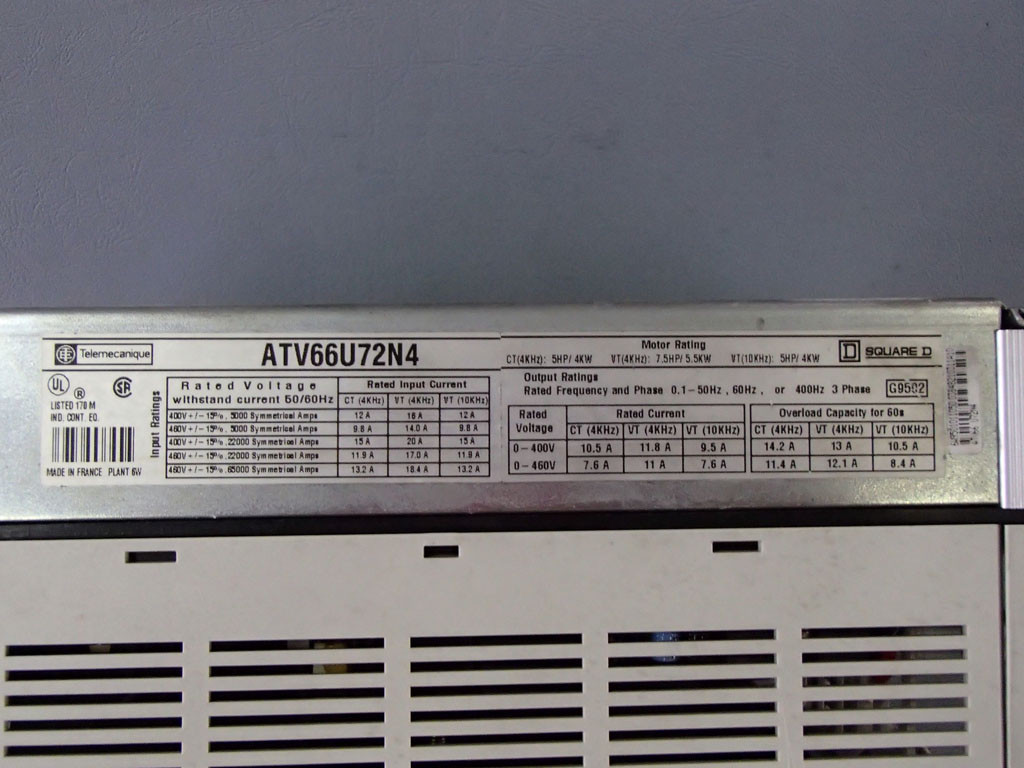 Telemecanique
ATV66U72N4
Motor Rating
CT(4KHz): 5HP/ 4KW VT(4KHz): 7.5HP/ 5.5KW VT(10KHz): 5HP/ 4KW
SQUARE D
UL ® SA
LISTED 170 M
IND. CONT. EQ.
MADE IN FRANCE PLANT 6W
Input Ratings
Rated Voltage
withstand current 50/60Hz
Rated Input Current
CT (4KHz) VT (4KHz) VT (10KHz)
400V +/-15%, 5000 Symmetrical Amps 12 A 16 A 12 A
460V +/-15%, 5000 Symmetrical Amps 9.8 A 14.0 A 9.8 A
400V +/-15%, 22000 Symmetrical Amps 15 A 20 A 15 A
460V +/-15%, 22000 Symmetrical Amps 11.9 A 17.0 A 11.9 A
460V +/-15%, 65000 Symmetrical Amps 13.2 A 18.4 A 13.2 A
Output Ratings
Rated Frequency and Phase 0.1-50Hz, 60Hz, or 400Hz 3 Phase
G9502
Rated
Voltage
Rated Current
Overload Capacity for 60s
CT (4KHz) VT (4KHz) VT (10KHz) CT (4KHz) VT (4KHz) VT (10KHz)
0-400V 10.5 A 11.8 A 9.5 A 14.2 A 13 A 10.5 A
0-460V 7.6 A 11 A 7.6 A 11.4 A 12.1 A 8.4 A